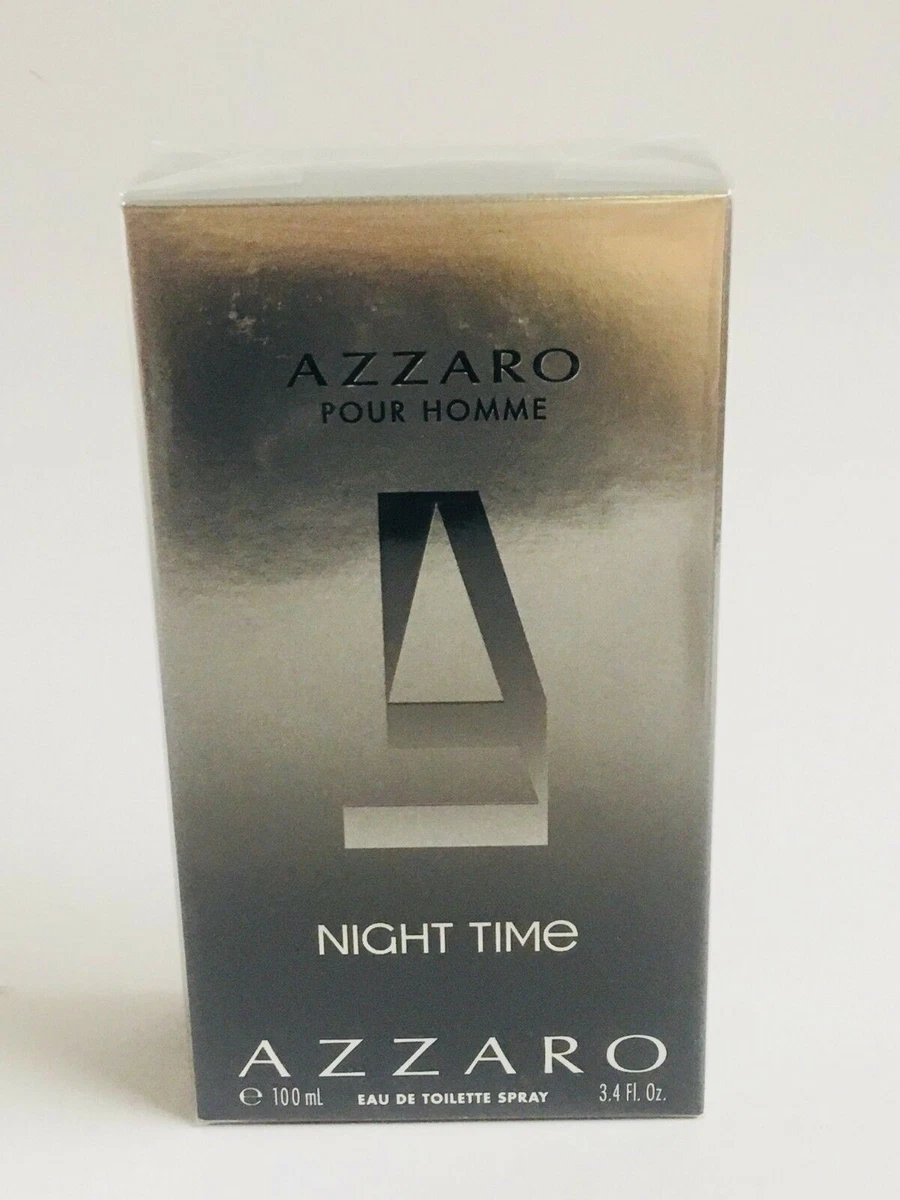 AZZARO
POUR HOMME
NIGHT TIMe
AZZARO
℮ 100 mL EAU DE TOILETTE SPRAY 3.4 Fl. Oz.